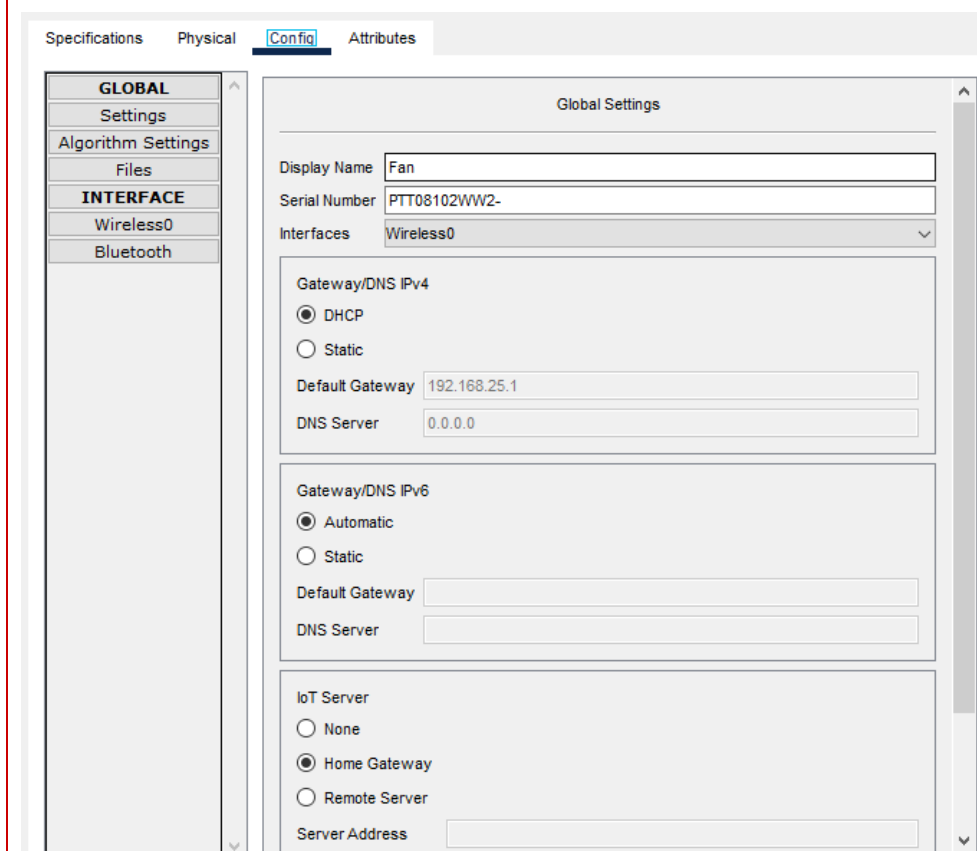 Specifications Physical Config Attributes
GLOBAL
Settings
Algorithm Settings
Files
INTERFACE
Wireless0
Bluetooth
Global Settings
Display Name Fan
Serial Number PTT08102WW2-
Interfaces Wireless0
Gateway/DNS IPv4
DHCP
Static
Default Gateway 192.168.25.1
DNS Server 0.0.0.0
Gateway/DNS IPv6
Automatic
Static
Default Gateway
DNS Server
IoT Server
None
Home Gateway
Remote Server
Server Address